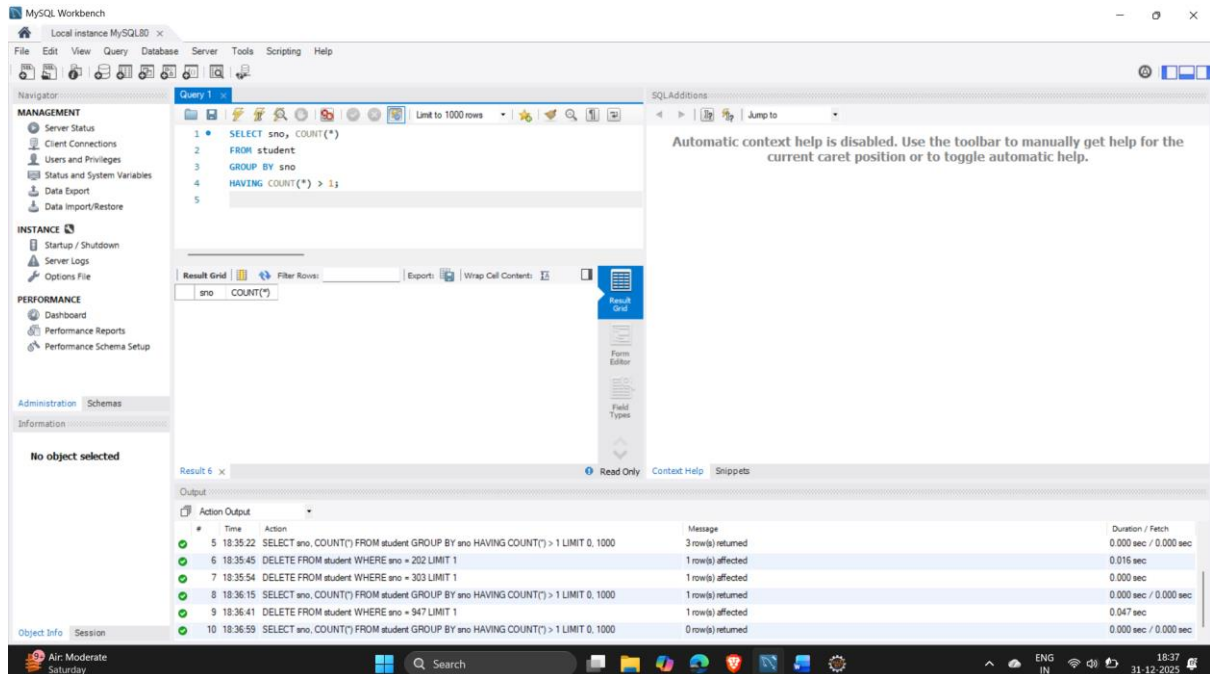 MySQL Workbench
Local instance MySQL80 ×
File Edit View Query Database Server Tools Scripting Help
Navigator
MANAGEMENT
Server Status
Client Connections
Users and Privileges
Status and System Variables
Data Export
Data Import/Restore
INSTANCE
Startup / Shutdown
Server Logs
Options File
PERFORMANCE
Dashboard
Performance Reports
Performance Schema Setup
Administration Schemas
Information
No object selected
Object Info Session
Query 1 ×
Limit to 1000 rows
1 SELECT sno, COUNT(*)
2 FROM student
3 GROUP BY sno
4 HAVING COUNT(*) > 1;
5
Result Grid Filter Rows: Export: Wrap Cell Content:
sno COUNT(*)
Result
Grid
Form
Editor
Field
Types
Result 6 × Read Only
SQLAdditions
Jump to
Automatic context help is disabled. Use the toolbar to manually get help for the
current caret position or to toggle automatic help.
Context Help Snippets
Output
Action Output
# Time Action Message Duration / Fetch
5 18:35:22 SELECT sno, COUNT(*) FROM student GROUP BY sno HAVING COUNT(*) > 1 LIMIT 0, 1000 3 row(s) returned 0.000 sec / 0.000 sec
6 18:35:45 DELETE FROM student WHERE sno = 202 LIMIT 1 1 row(s) affected 0.016 sec
7 18:35:54 DELETE FROM student WHERE sno = 303 LIMIT 1 1 row(s) affected 0.000 sec
8 18:36:15 SELECT sno, COUNT(*) FROM student GROUP BY sno HAVING COUNT(*) > 1 LIMIT 0, 1000 1 row(s) returned 0.000 sec / 0.000 sec
9 18:36:41 DELETE FROM student WHERE sno = 947 LIMIT 1 1 row(s) affected 0.047 sec
10 18:36:59 SELECT sno, COUNT(*) FROM student GROUP BY sno HAVING COUNT(*) > 1 LIMIT 0, 1000 0 row(s) returned 0.000 sec / 0.000 sec
Air: Moderate
Saturday
Search
ENG
IN
18:37
31-12-2025